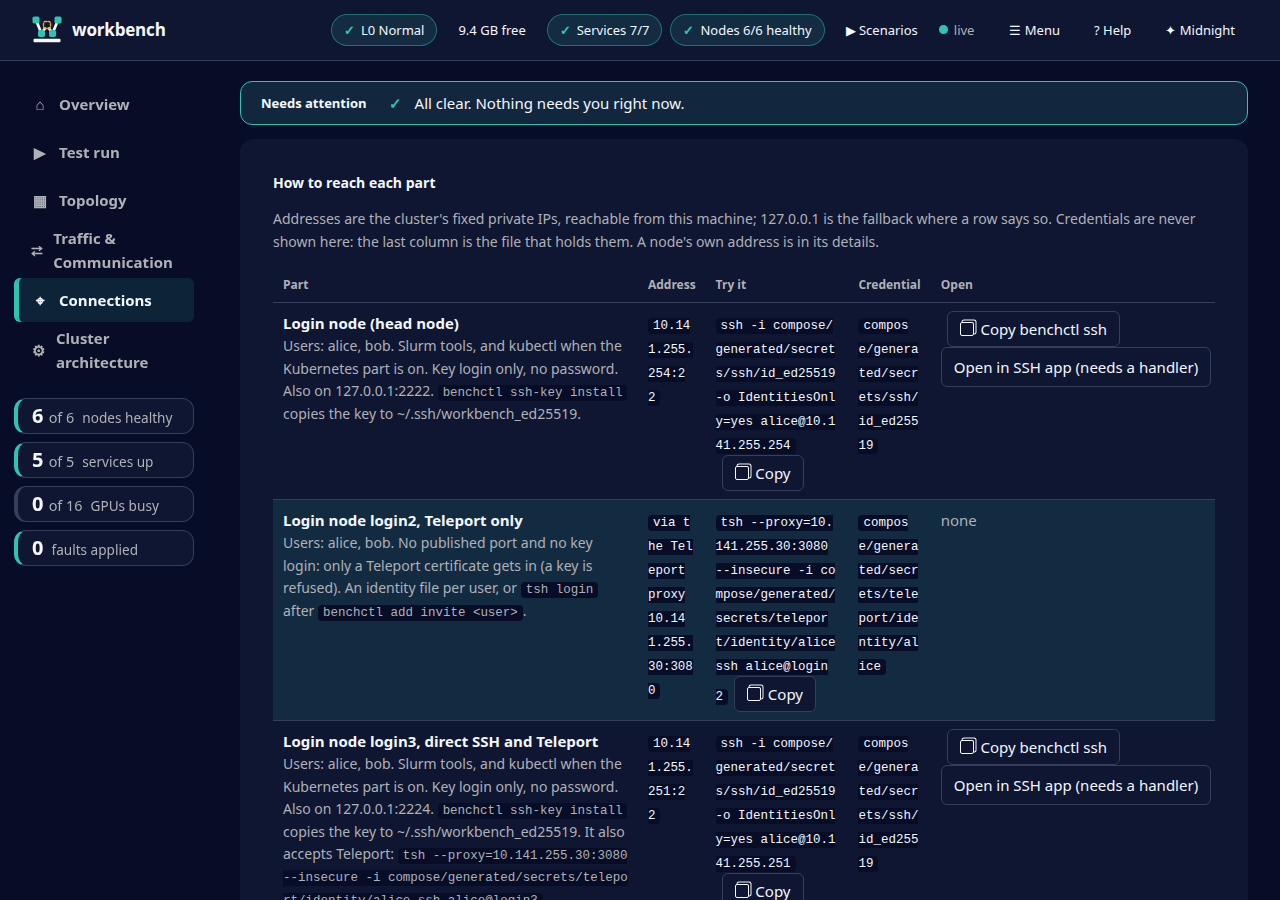 workbench
✓ L0 Normal
9.4 GB free
✓ Services 7/7
✓ Nodes 6/6 healthy
▶ Scenarios
live
☰ Menu
? Help
✦ Midnight
Overview
Test run
Topology
Traffic &
Communication
Connections
Cluster
architecture
6 of 6 nodes healthy
5 of 5 services up
0 of 16 GPUs busy
0 faults applied
Needs attention ✓ All clear. Nothing needs you right now.
How to reach each part
Addresses are the cluster's fixed private IPs, reachable from this machine; 127.0.0.1 is the fallback where a row says so. Credentials are never
shown here: the last column is the file that holds them. A node's own address is in its details.
Part Address Try it Credential Open
Login node (head node)
Users: alice, bob. Slurm tools, and kubectl when the
Kubernetes part is on. Key login only, no password.
Also on 127.0.0.1:2222. benchctl ssh-key install
copies the key to ~/.ssh/workbench_ed25519.
10.14
1.255.
254:2
2
ssh -i compose/
generated/secret
s/ssh/id_ed25519
-o IdentitiesOnl
y=yes alice@10.1
41.255.254
Copy
compos
e/genera
ted/secr
ets/ssh/
id_ed255
19
Copy benchctl ssh
Open in SSH app (needs a handler)
Login node login2, Teleport only
Users: alice, bob. No published port and no key
login: only a Teleport certificate gets in (a key is
refused). An identity file per user, or tsh login
after benchctl add invite <user>.
via t
he Tel
eport
proxy
10.14
1.255.
30:308
0
tsh --proxy=10.
141.255.30:3080
--insecure -i co
mpose/generated/
secrets/telepor
t/identity/alice
ssh alice@login
2 Copy
compos
e/genera
ted/secr
ets/tele
port/ide
ntity/al
ice
none
Login node login3, direct SSH and Teleport
Users: alice, bob. Slurm tools, and kubectl when the
Kubernetes part is on. Key login only, no password.
Also on 127.0.0.1:2224. benchctl ssh-key install
copies the key to ~/.ssh/workbench_ed25519. It also
accepts Teleport: tsh --proxy=10.141.255.30:3080
--insecure -i compose/generated/secrets/telepo
rt/identity/alice ssh alice@login3
10.14
1.255.
251:2
2
ssh -i compose/
generated/secret
s/ssh/id_ed25519
-o IdentitiesOnl
y=yes alice@10.1
41.255.251
Copy
compos
e/genera
ted/secr
ets/ssh/
id_ed255
19
Copy benchctl ssh
Open in SSH app (needs a handler)